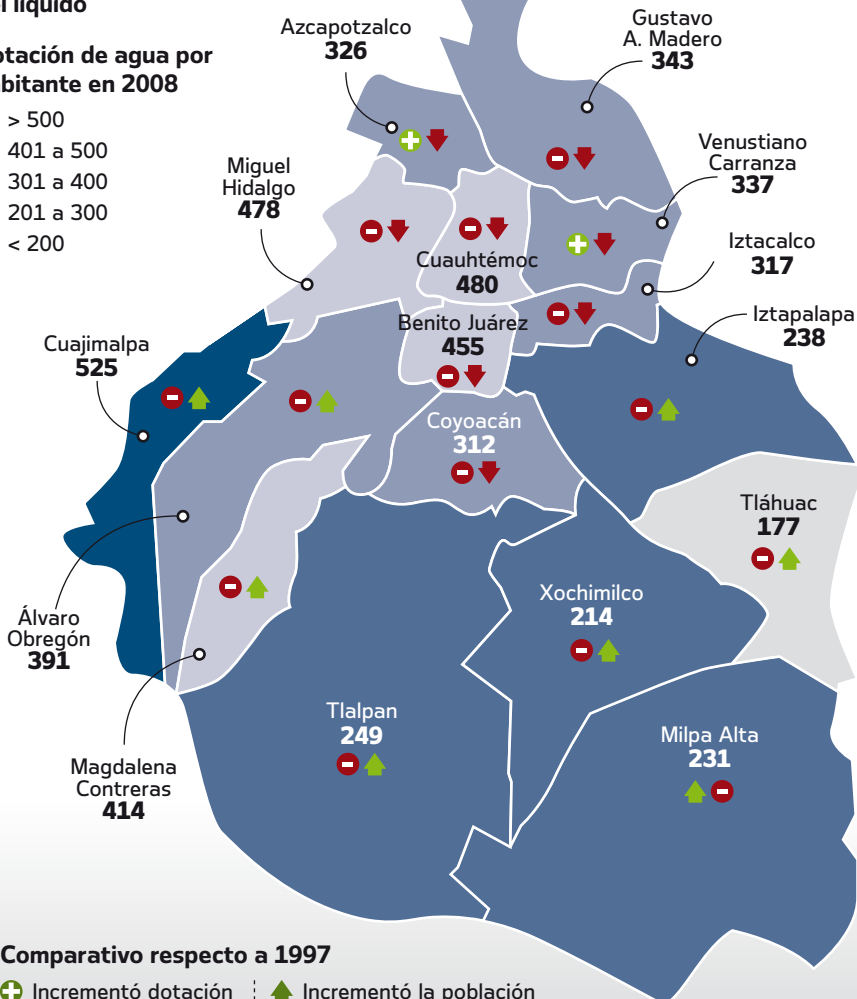 líquido
otación de agua por
bitante en 2008
> 500
401 a 500
301 a 400
201 a 300
< 200
Azcapotzalco
326
Gustavo
A. Madero
343
Miguel
Hidalgo
478
Venustiano
Carranza
337
Cuauhtémoc
480
Iztacalco
317
Benito Juárez
455
Iztapalapa
238
Cuajimalpa
525
Coyoacán
312
Tláhuac
177
Xochimilco
214
Álvaro
Obregón
391
Tlalpan
249
Milpa Alta
231
Magdalena
Contreras
414
Comparativo respecto a 1997
Incrementó dotación
Incrementó la población